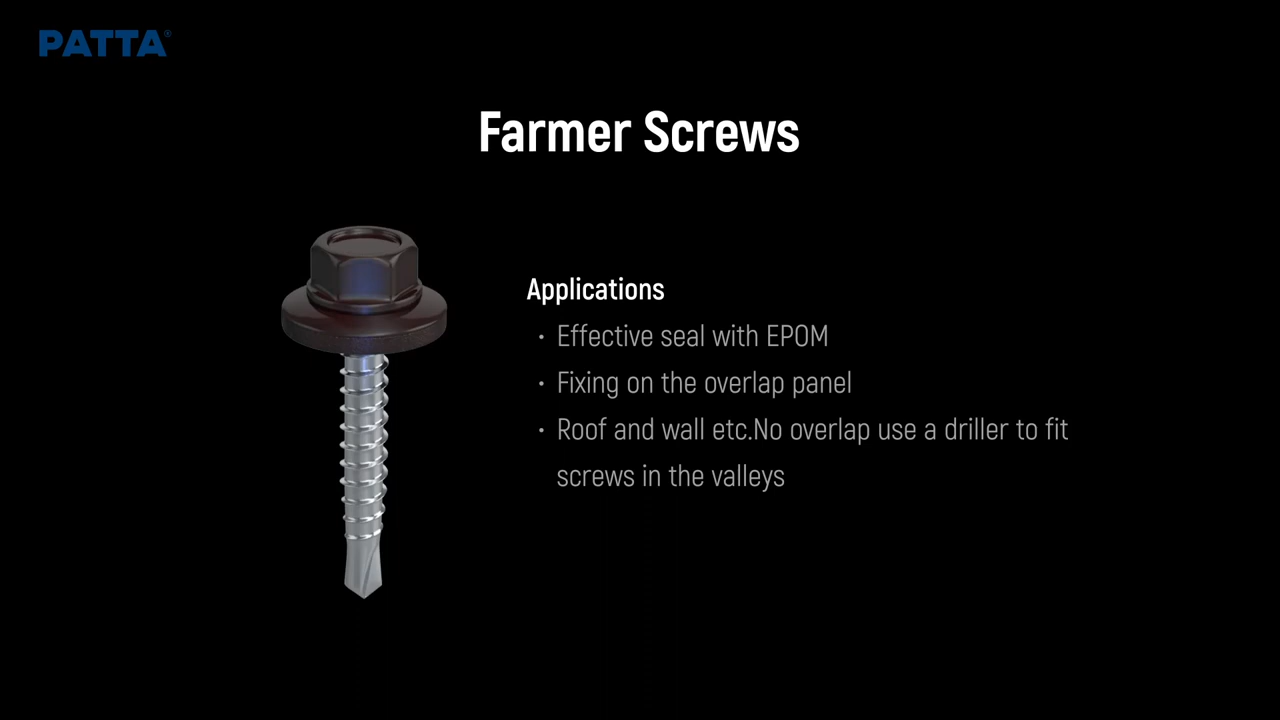 PATTA®
Farmer Screws
Applications
• Effective seal with EPOM
• Fixing on the overlap panel
• Roof and wall etc.No overlap use a driller to fit
screws in the valleys